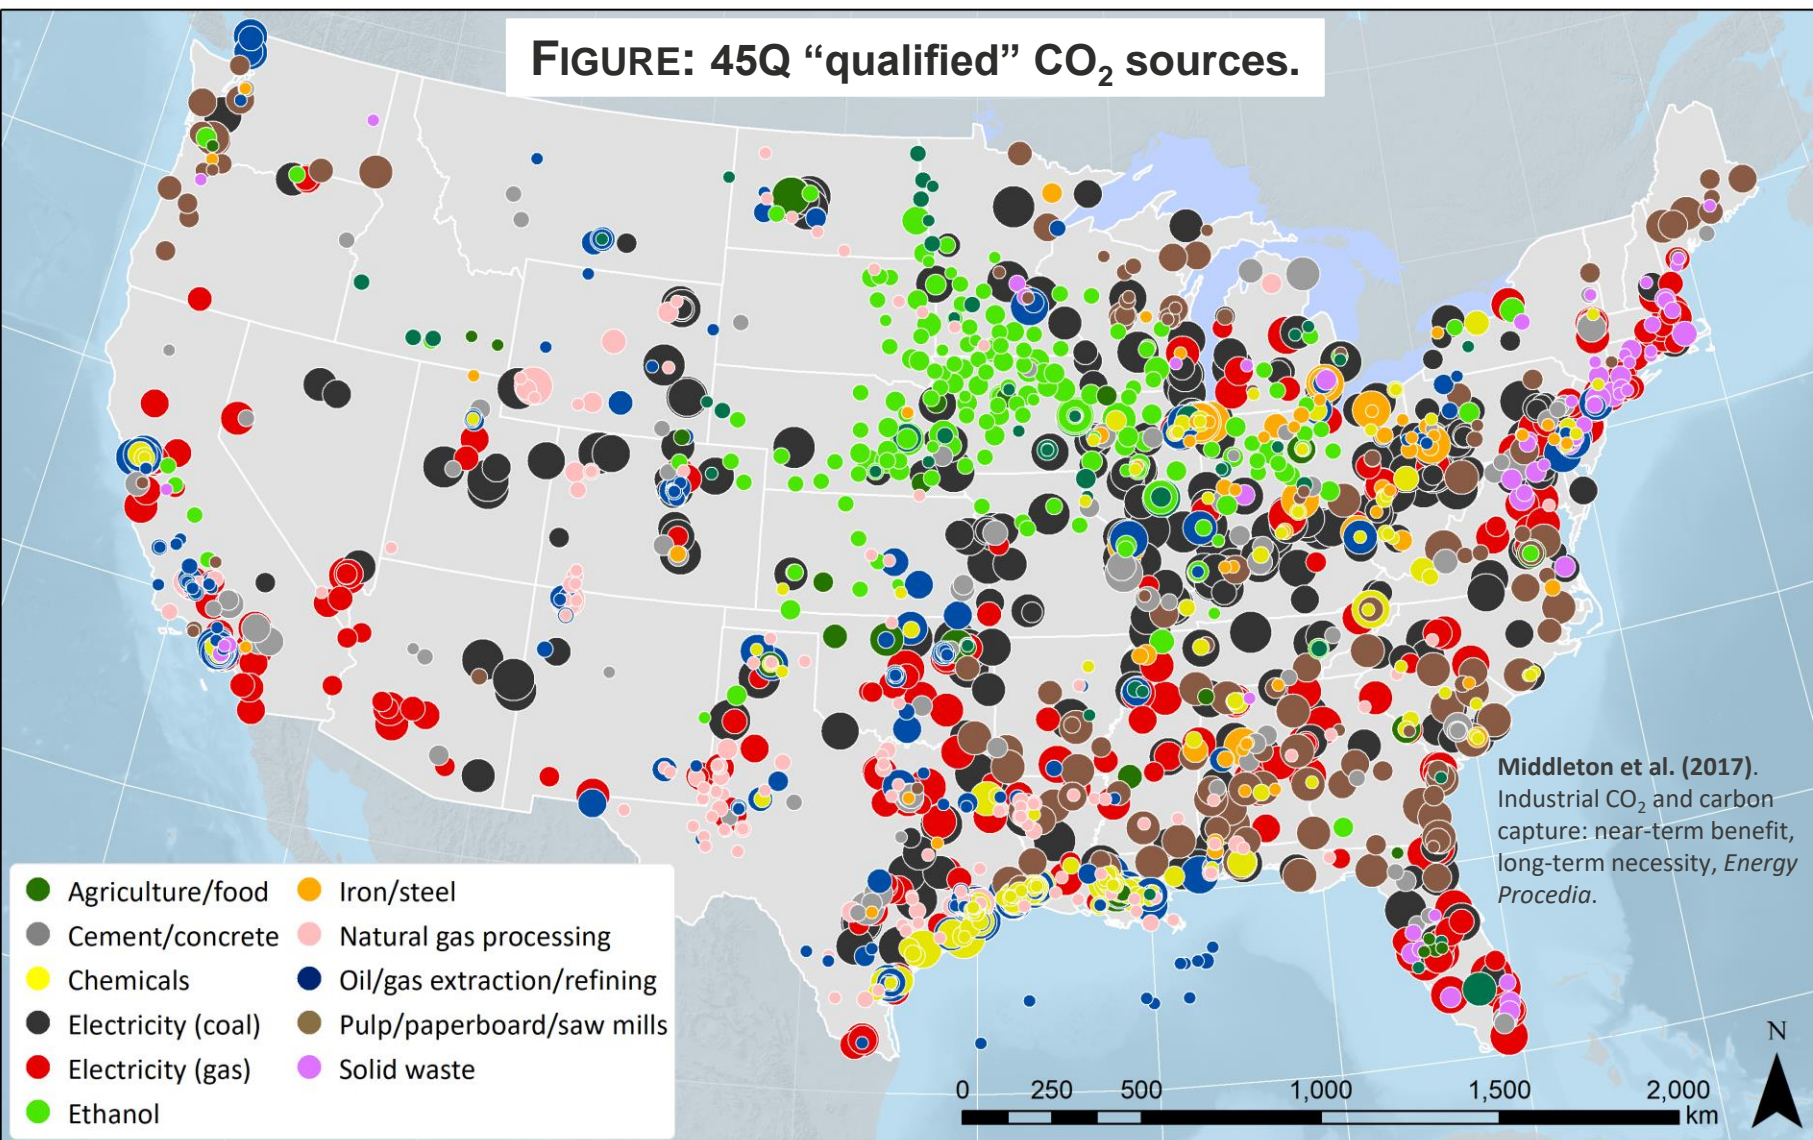 FIGURE: 45Q “qualified” CO2 sources.
Middleton et al. (2017).
Industrial CO2 and carbon
capture: near-term benefit,
long-term necessity, Energy
Procedia.
Agriculture/food
Cement/concrete
Chemicals
Electricity (coal)
Electricity (gas)
Ethanol
Iron/steel
Natural gas processing
Oil/gas extraction/refining
Pulp/paperboard/saw mills
Solid waste
N
0 250 500 1,000 1,500 2,000
km